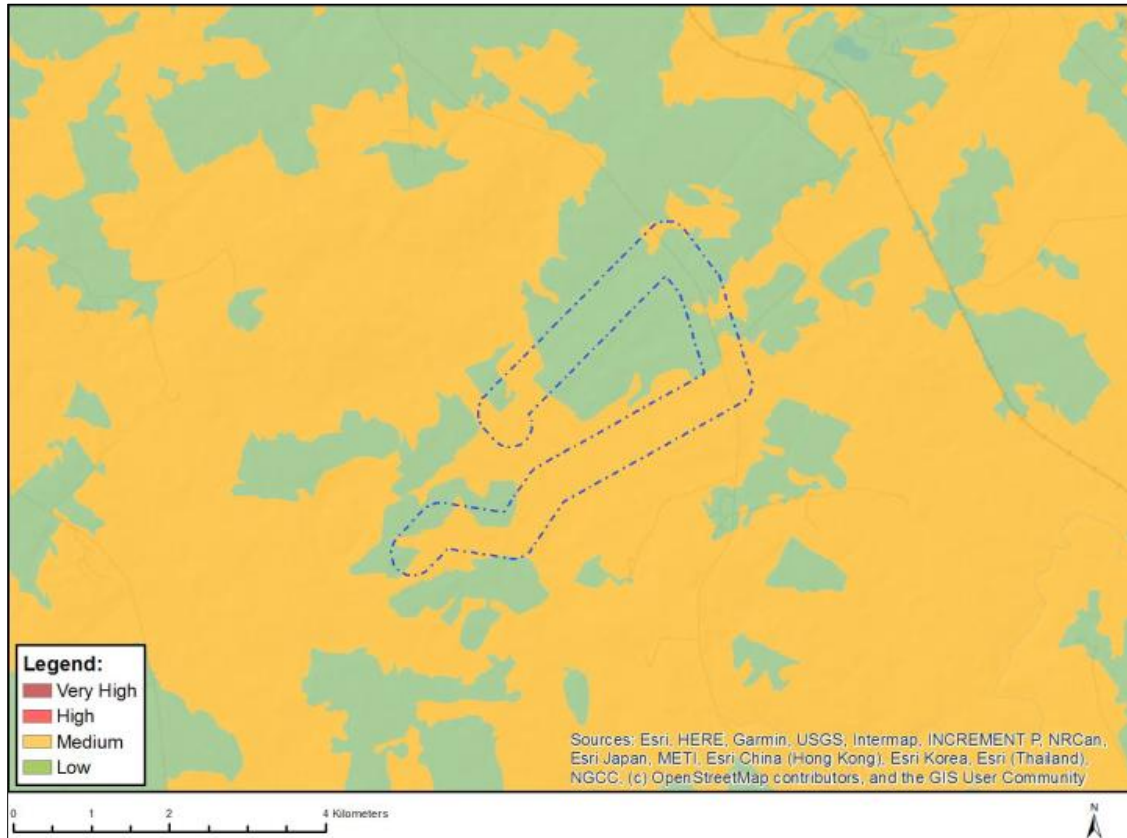 Legend:
Very High
High
Medium
Low
Sources: Esri, HERE, Garmin, USGS, Intermap, INCREMENT P, NRCan,
Esri Japan, METI, Esri China (Hong Kong), Esri Korea, Esri (Thailand),
NGCC, (c) OpenStreetMap contributors, and the GIS User Community
0 1 2 4 Kilometers
N